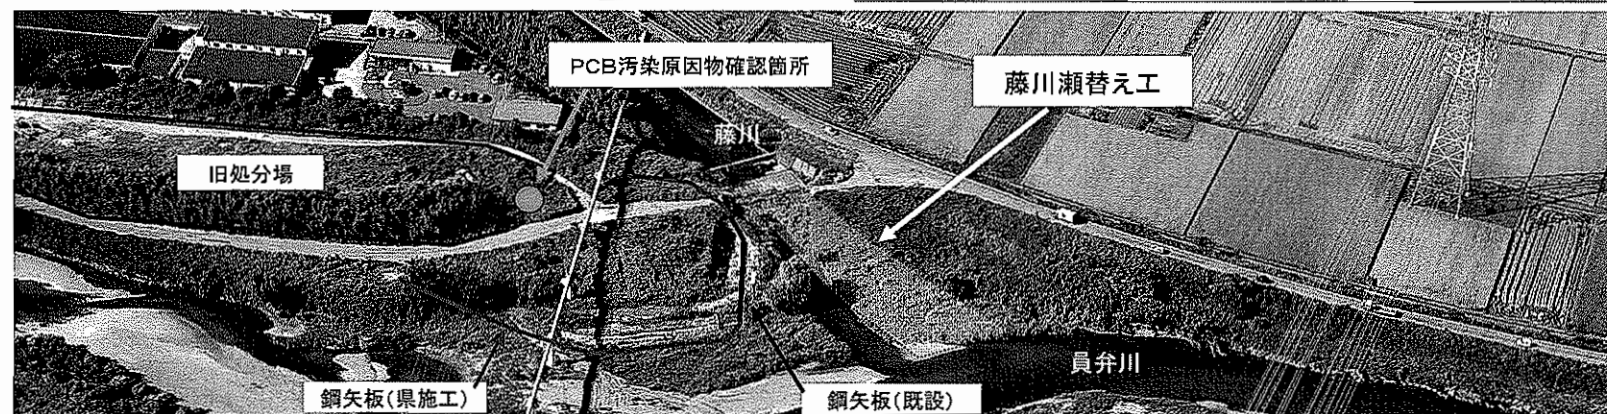 PCB汚染原因物確認箇所
藤川瀬替え工
藤川
旧処分場
員弁川
鋼矢板(県施工)
鋼矢板(既設)